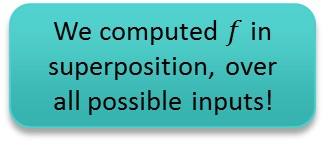 We computed 𝑓 in
superposition, over
all possible inputs!